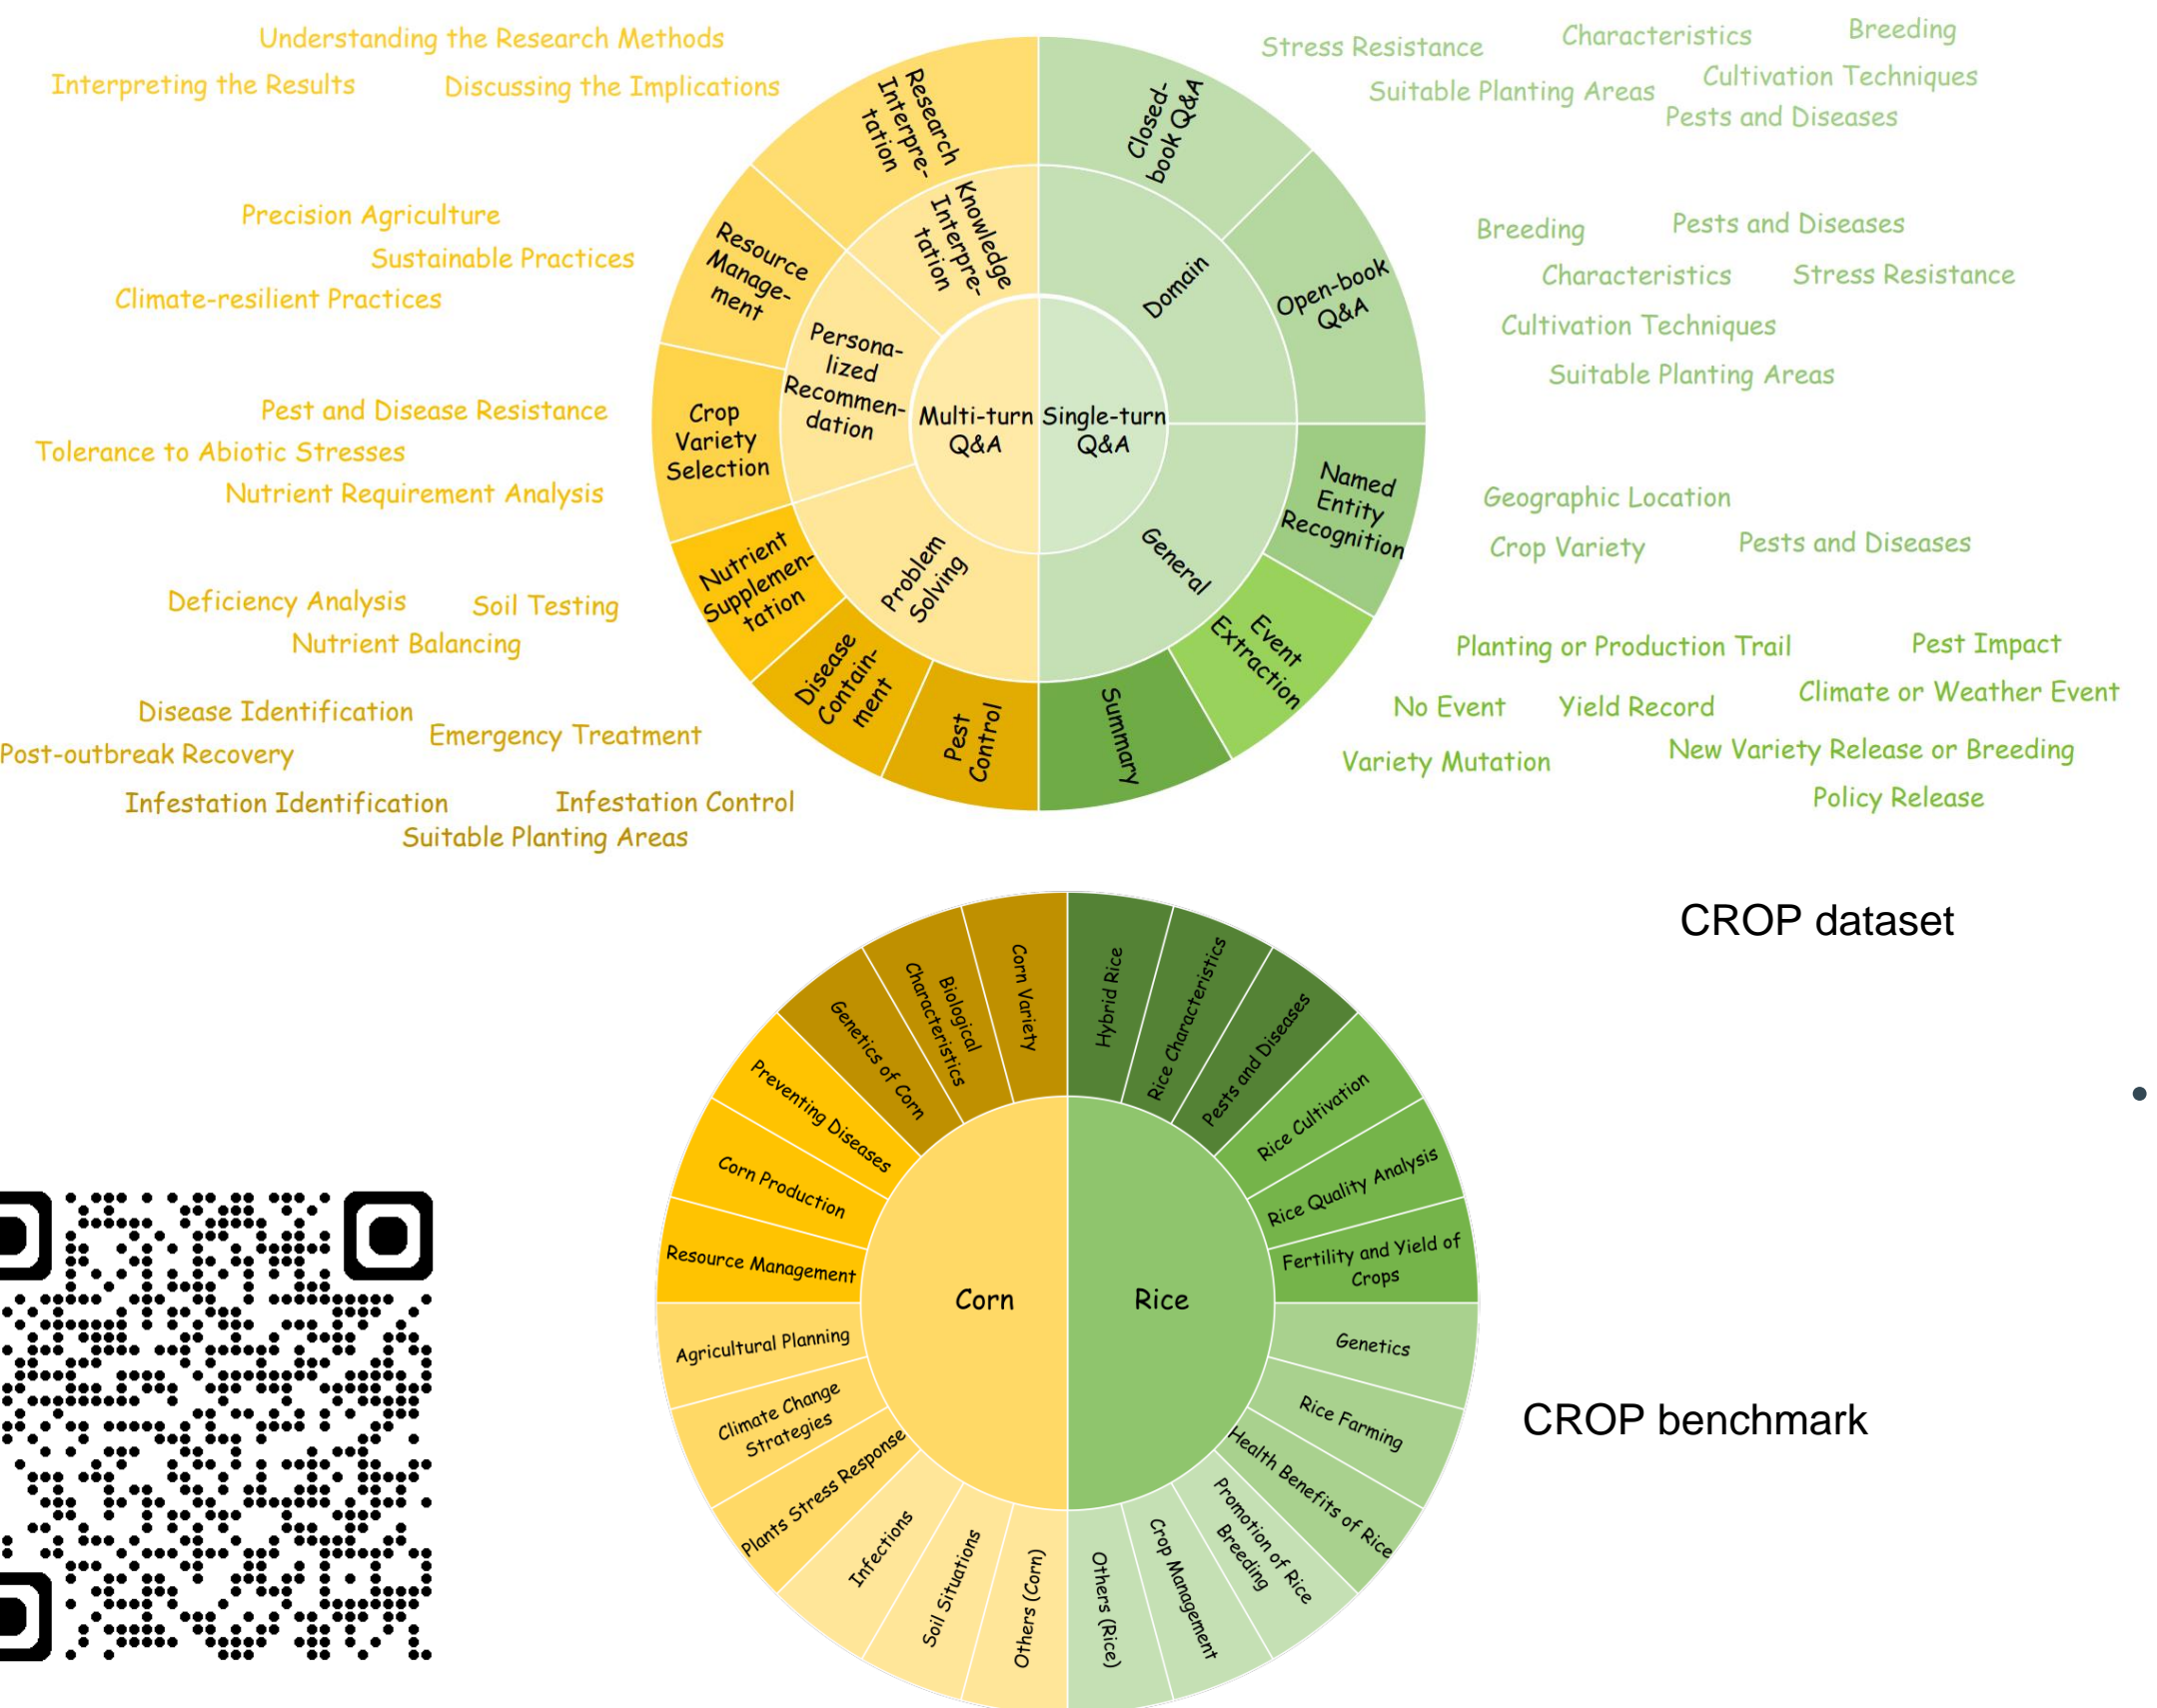 Understanding the Research Methods
Interpreting the Results
Discussing the Implications
Precision Agriculture
Sustainable Practices
Climate-resilient Practices
Pest and Disease Resistance
Tolerance to Abiotic Stresses
Nutrient Requirement Analysis
Deficiency Analysis
Soil Testing
Nutrient Balancing
Disease Identification
Emergency Treatment
Post-outbreak Recovery
Infestation Identification
Infestation Control
Suitable Planting Areas
Research
Interpre-
tation
Resource
Manage-
ment
Crop
Variety
Selection
Nutrient
Supplemen-
tation
Disease
Contain-
ment
Pest
Control
Knowledge
Interpre-
tation
Persona-
lized
Recommen-
dation
Problem
Solving
Multi-turn
Q&A
Single-turn
Q&A
Domain
General
Closed-
book Q&A
Open-book
Q&A
Named
Entity
Recognition
Event
Extraction
Summary
Stress Resistance
Characteristics
Breeding
Suitable Planting Areas
Cultivation Techniques
Pests and Diseases
Breeding
Pests and Diseases
Characteristics
Stress Resistance
Cultivation Techniques
Suitable Planting Areas
Geographic Location
Crop Variety
Pests and Diseases
Planting or Production Trail
Pest Impact
No Event
Yield Record
Climate or Weather Event
Variety Mutation
New Variety Release or Breeding
Policy Release
CROP dataset
Corn Variety
Biological
Characteristics
Genetics of Corn
Preventing Diseases
Corn Production
Resource Management
Agricultural Planning
Climate Change
Strategies
Plants Stress Response
Infections
Soil Situations
Others (Corn)
Corn
Rice
Hybrid Rice
Rice Characteristics
Pests and Diseases
Rice Cultivation
Rice Quality Analysis
Fertility and Yield of
Crops
Genetics
Rice Farming
Health Benefits of Rice
Promotion of Rice
Breeding
Crop Management
Others (Rice)
CROP benchmark